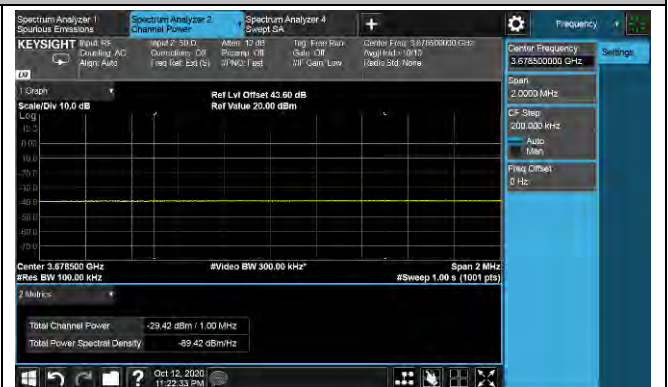 Spectrum Analyzer 1
Spurious Emissions
Spectrum Analyzer 2
Channel Power
Spectrum Analyzer 4
Swept SA
+
Frequency
KEYSIGHT
Input: RF
Coupling: AC
Align: Auto
Input Z: 50 Ω
Corrections: Off
Freq Ref: Ext (S)
Atten: 12 dB
Preamp: Off
#PNO: Fast
Trig: Free Run
Gate: Off
#IF Gain: Low
Center Freq: 3.678500000 GHz
Avg|Hold: 10/10
Radio Std: None
Center Frequency
3.678500000 GHz
Settings
Span
2.0000 MHz
CF Step
200.000 kHz
Auto
Man
Freq Offset
0 Hz
1 Graph
Scale/Div 10.0 dB
Ref Lvl Offset 43.60 dB
Ref Value 20.00 dBm
Log
10.0
0.00
Center 3.678500 GHz
#Video BW 300.00 kHz*
Span 2 MHz
#Res BW 100.00 kHz
#Sweep 1.00 s (1001 pts)
2 Metrics
Total Channel Power
-29.42 dBm / 1.00 MHz
Total Power Spectral Density
-89.42 dBm/Hz
?
Oct 12, 2020
11:22:33 PM